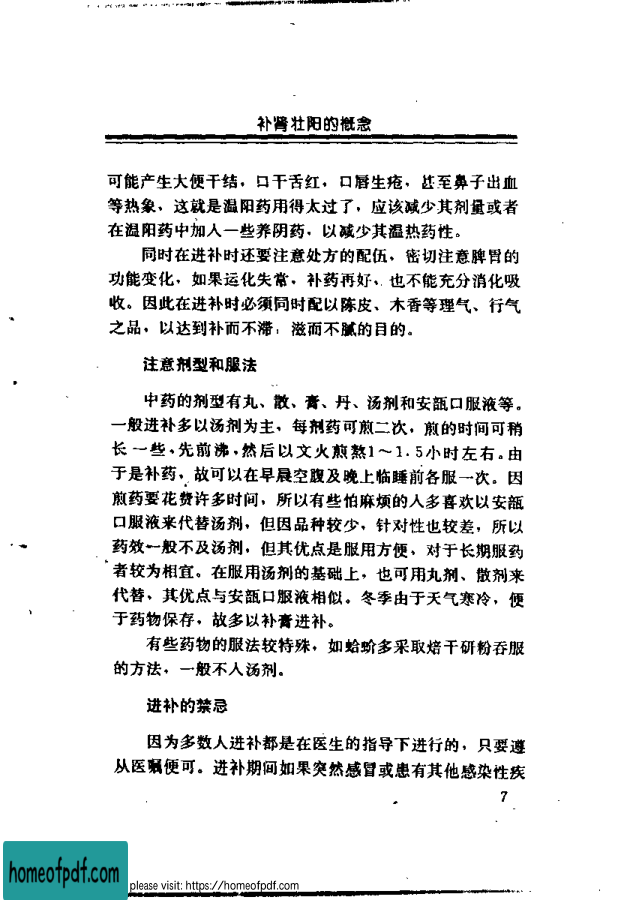 补肾壮阳的概念
可能产生大便干结，口干舌红，口唇生疮，甚至鼻子出血
等热象，这就是温阳药用得太过了，应该减少其剂量或者
在温阳药中加人一些养阴药，以减少其温热药性。
同时在进补时还要注意处方的配伍，密切注意脾胃的
功能变化，如果运化失常，补药再好，也不能充分消化吸
收。因此在进补时必须同时配以陈皮、木香等理气、行气
之品，以达到补而不滞，滋而不腻的目的。
注意剂型和服法
中药的剂型有丸、散、膏、丹、汤剂和安瓿口服液等。
一般进补多以汤剂为主，每剂药可煎二次，煎的时间可稍
长一些，先前沸，然后以文火煎熬1～1.5小时左右。由
于是补药，故可以在早晨空腹及晚上临睡前各服一次。因
煎药要花费许多时间，所以有些怕麻烦的人多喜欢以安瓿
口服液来代替汤剂，但因品种较少，针对性也较差，所以
药效一般不及汤剂，但其优点是服用方便，对于长期服药
者较为相宜。在服用汤剂的基础上，也可用丸剂、散剂来
代替，其优点与安瓿口服液相似。冬季由于天气寒冷，便
于药物保存，故多以补膏进补。
有些药物的服法较特殊，如蛤蚧多采取焙干研粉吞服
的方法，一般不人汤剂。
进补的禁忌
因为多数人进补都是在医生的指导下进行的，只要遵
从医嘱便可。进补期间如果突然感冒或患有其他感染性疾
7
homeofpdf.com
please visit: https://homeofpdf.com